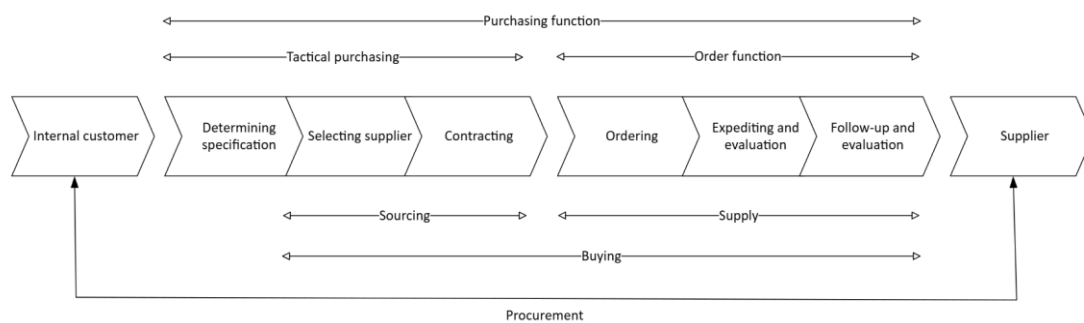 Purchasing function
Tactical purchasing
Order function
Internal customer
Determining
specification
Selecting supplier
Contracting
Ordering
Expediting and
evaluation
Follow-up and
evaluation
Supplier
Sourcing
Supply
Buying
Procurement